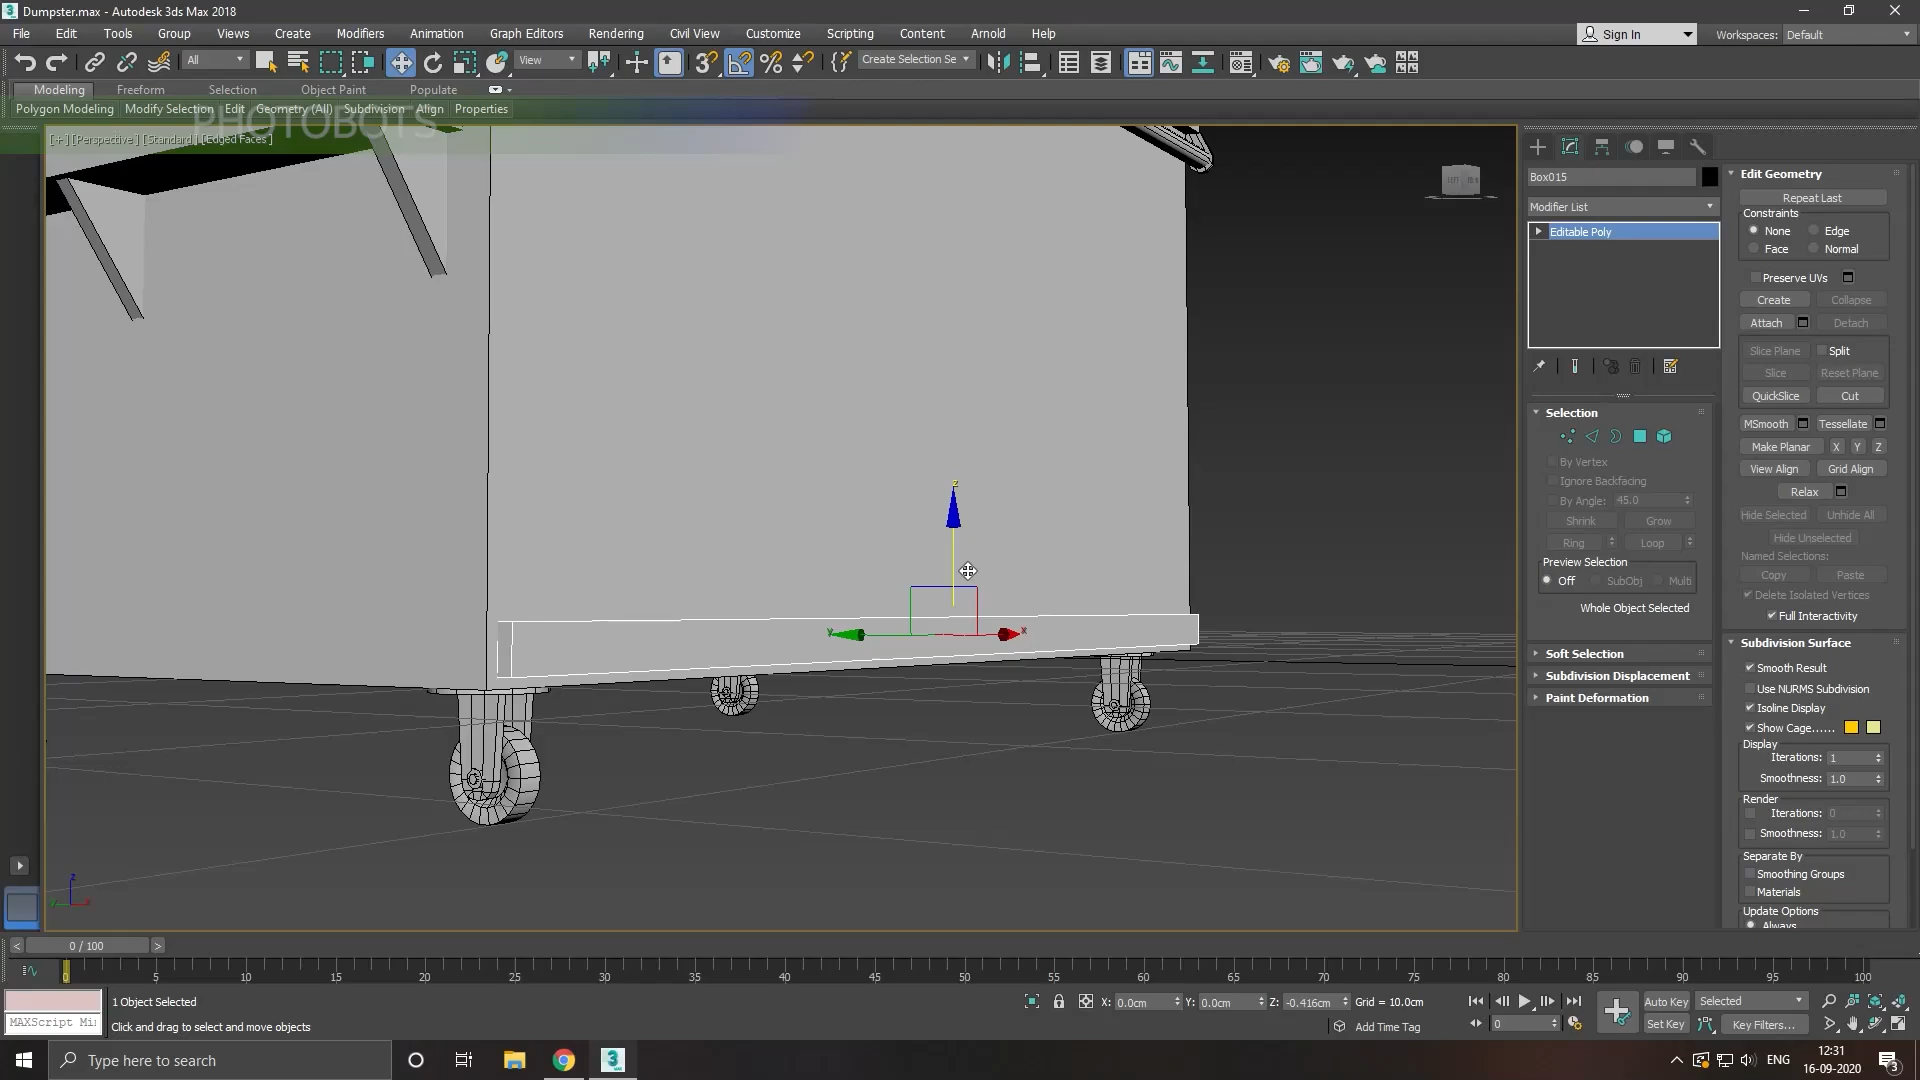 Dumpster.max - Autodesk 3ds Max 2018
File Edit Tools Group Views Create Modifiers Animation Graph Editors Rendering Civil View Customize Scripting Content Arnold Help
Sign In Workspaces: Default
All View Create Selection Se
Modeling Freeform Selection Object Paint Populate
Polygon Modeling Modify Selection Edit Geometry (All) Subdivision Align Properties
PHOTOBOTS
[+] [Perspective] [Standard] [Edged Faces]
LEFT
Box015
Modifier List
Editable Poly
Selection
By Vertex
Ignore Backfacing
By Angle: 45.0
Shrink Grow
Ring Loop
Preview Selection
Off SubObj Multi
Whole Object Selected
Soft Selection
Subdivision Displacement
Paint Deformation
Edit Geometry
Repeat Last
Constraints
None Edge
Face Normal
Preserve UVs
Create Collapse
Attach Detach
Slice Plane Split
Slice Reset Plane
QuickSlice Cut
MSmooth Tessellate
Make Planar X Y Z
View Align Grid Align
Relax
Hide Selected Unhide All
Hide Unselected
Named Selections:
Copy Paste
Delete Isolated Vertices
Full Interactivity
Subdivision Surface
Smooth Result
Use NURMS Subdivision
Isoline Display
Show Cage......
Display
Iterations: 1
Smoothness: 1.0
Render
Iterations: 0
Smoothness: 1.0
Separate By
Smoothing Groups
Materials
Update Options
Always
z
y x
z
x
< 0 / 100 >
0 5 10 15 20 25 30 35 40 45 50 55 60 65 70 75 80 85 90 95 100
1 Object Selected X: 0.0cm Y: 0.0cm Z: -0.416cm Grid = 10.0cm Auto Key Selected
MAXScript Mi Click and drag to select and move objects Add Time Tag 0 Set Key Key Filters...
Type here to search
ENG
12:31
16-09-2020
3